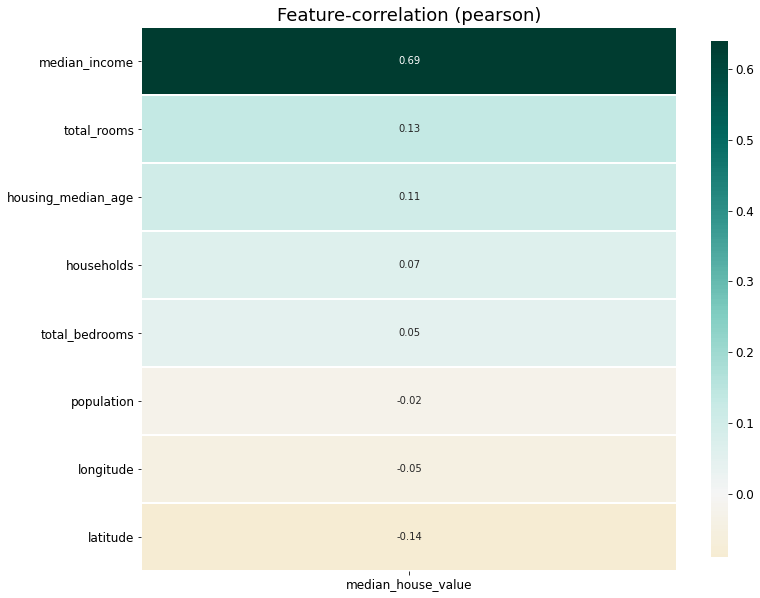 Feature-correlation (pearson)
median_income 0.69
total_rooms 0.13
housing_median_age 0.11
households 0.07
total_bedrooms 0.05
population -0.02
longitude -0.05
latitude -0.14
median_house_value
0.6
0.5
0.4
0.3
0.2
0.1
0.0